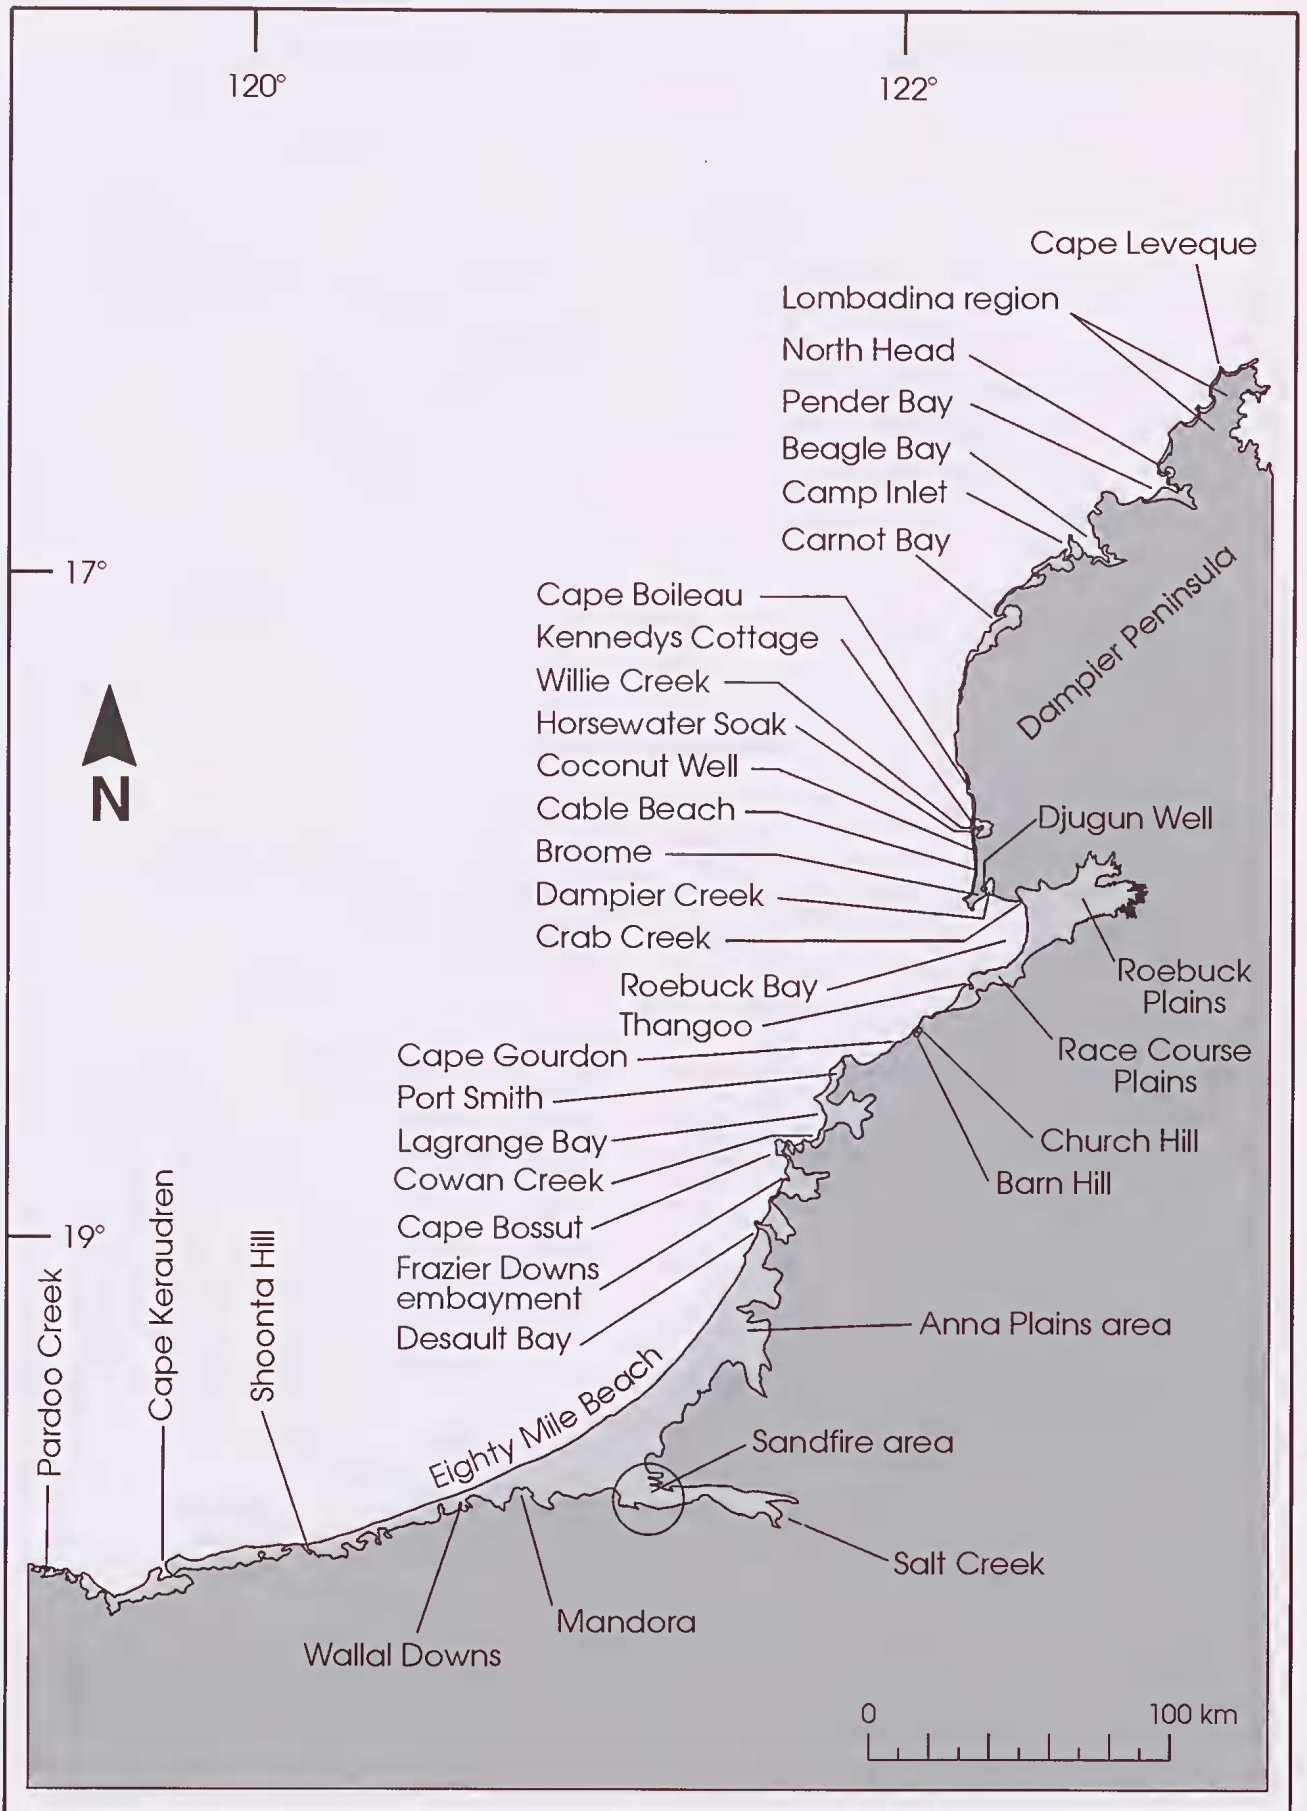 120°
122°
Cape Leveque
Lombadina region
North Head
Pender Bay
Beagle Bay
Camp Inlet
Carnot Bay
17°
Dampier Peninsula
Cape Boileau
Kennedys Cottage
Willie Creek
Horsewater Soak
Coconut Well
Cable Beach
Djugun Well
Broome
Dampier Creek
Crab Creek
N
Roebuck Bay
Roebuck
Plains
Thangoo
Race Course
Plains
Cape Gourdon
Port Smith
Lagrange Bay
Church Hill
Cowan Creek
Barn Hill
Cape Bossut
19°
Frazier Downs
embayment
Desault Bay
Anna Plains area
Pardoo Creek
Cape Keraudren
Shoonta Hill
Eighty Mile Beach
Sandfire area
Salt Creek
Mandora
Wallal Downs
0
100 km